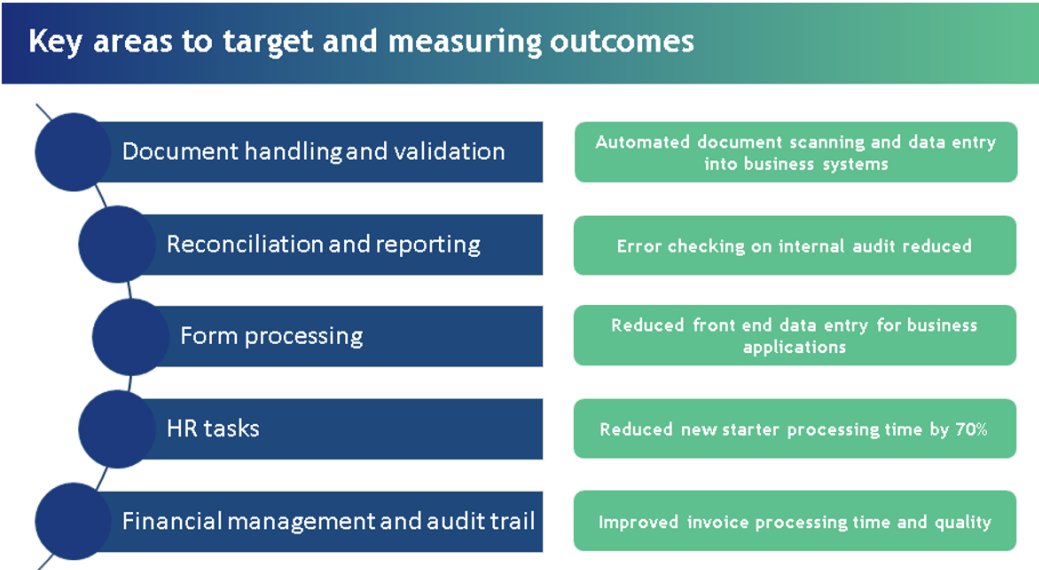 Key areas to target and measuring outcomes
Document handling and validation
Automated document scanning and data entry
into business systems
Reconciliation and reporting
Error checking on internal audit reduced
Form processing
Reduced front end data entry for business
applications
HR tasks
Reduced new starter processing time by 70%
Financial management and audit trail
Improved invoice processing time and quality